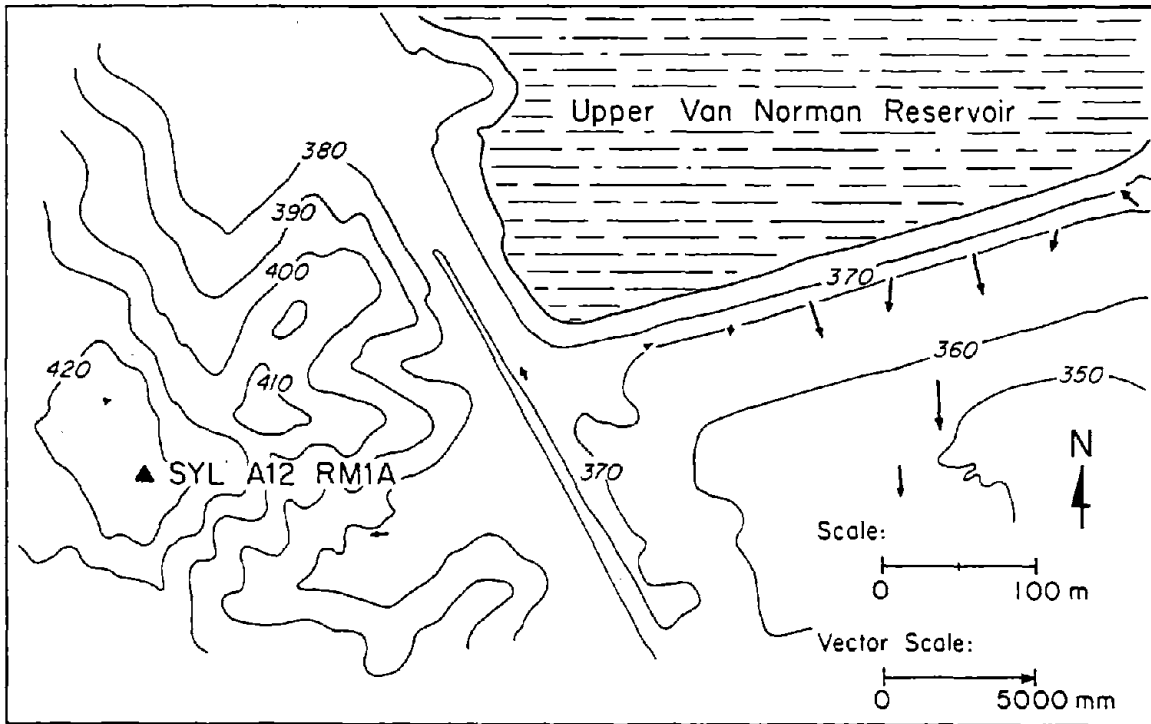 Upper Van Norman Reservoir
380
390
400
370
420
410
360
350
SYL A12 RM1A
370
N
Scale:
0 100 m
Vector Scale:
0 5000 mm